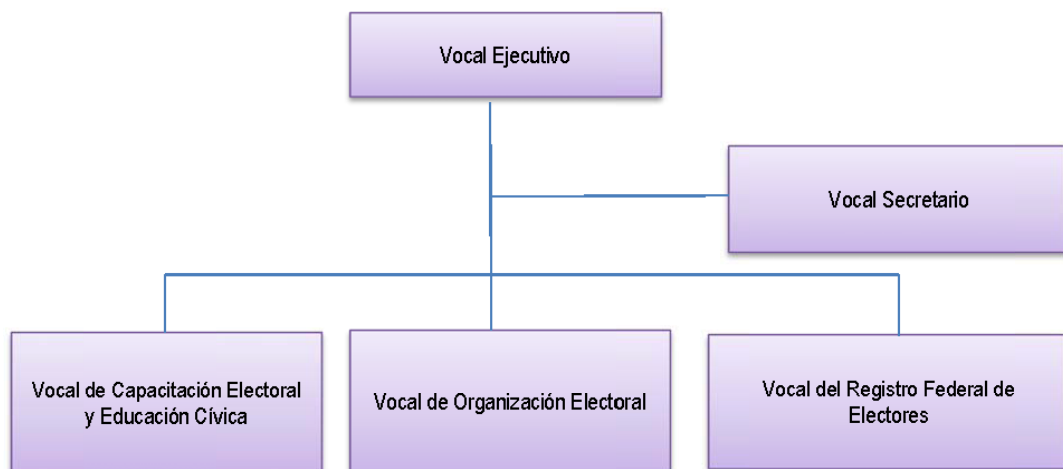 Vocal Ejecutivo
Vocal Secretario
Vocal de Capacitación Electoral
y Educación Cívica
Vocal de Organización Electoral
Vocal del Registro Federal de
Electores